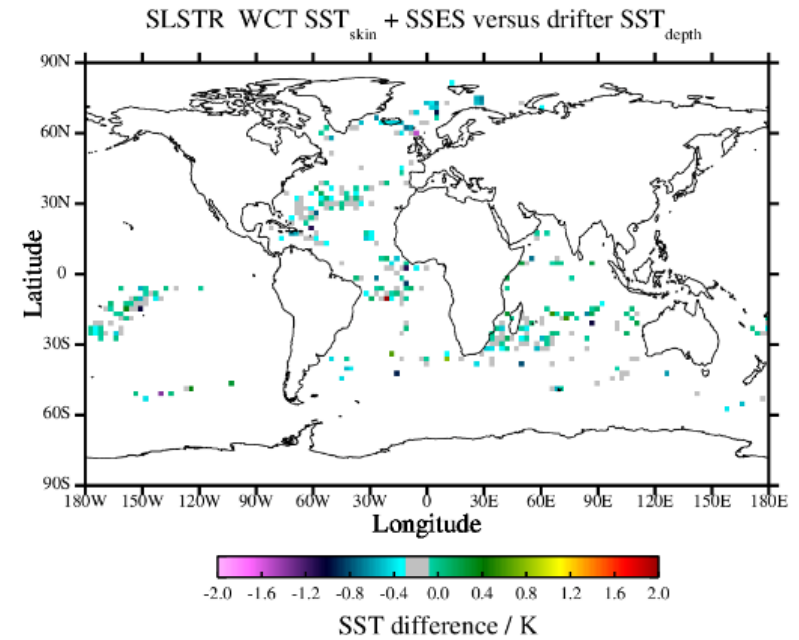 SLSTR WCT SSTskin + SSES versus drifter SSTdepth
90N
60N
30N
0
30S
60S
90S
Latitude
180W 150W 120W 90W 60W 30W 0 30E 60E 90E 120E 150E 180E
Longitude
-2.0 -1.6 -1.2 -0.8 -0.4 0.0 0.4 0.8 1.2 1.6 2.0
SST difference / K